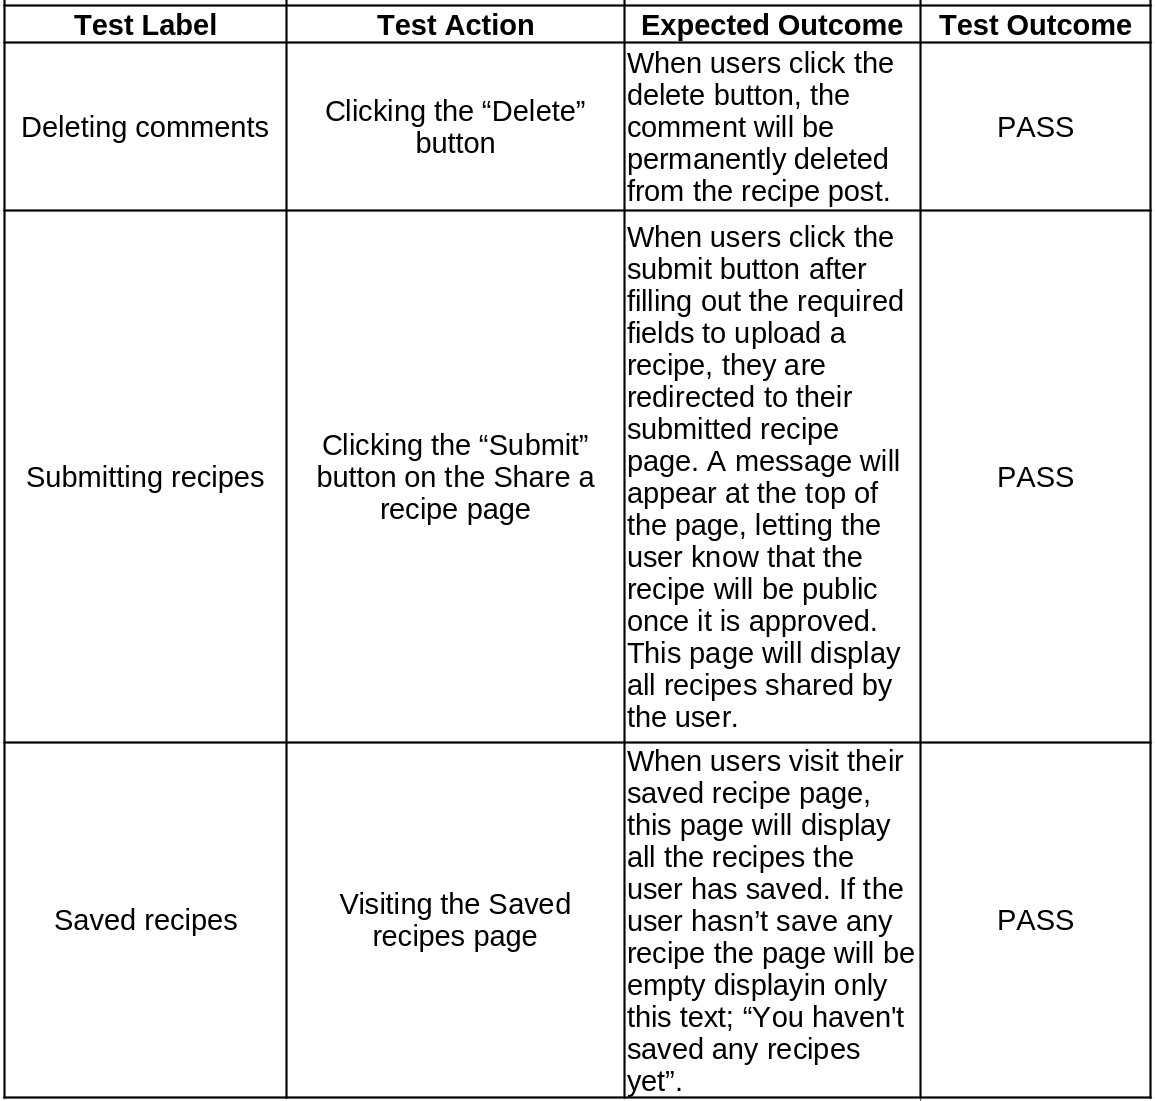 Test Label
Test Action
Expected Outcome
Test Outcome
Deleting comments
Clicking the “Delete”
button
When users click the
delete button, the
comment will be
permanently deleted
from the recipe post.
PASS
Submitting recipes
Clicking the “Submit”
button on the Share a
recipe page
When users click the
submit button after
filling out the required
fields to upload a
recipe, they are
redirected to their
submitted recipe
page. A message will
appear at the top of
the page, letting the
user know that the
recipe will be public
once it is approved.
This page will display
all recipes shared by
the user.
PASS
Saved recipes
Visiting the Saved
recipes page
When users visit their
saved recipe page,
this page will display
all the recipes the
user has saved. If the
user hasn’t save any
recipe the page will be
empty displayin only
this text; “You haven't
saved any recipes
yet”.
PASS